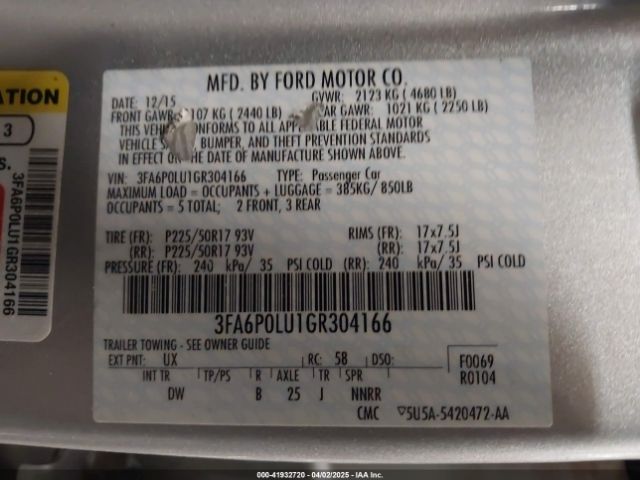 ATION
3
S.
3FA6P0LU1GR304166
MFD. BY FORD MOTOR CO.
DATE: 12/15 GVWR: 2123 KG ( 4680 LB)
FRONT GAWR: 107 KG ( 2440 LB) AR GAWR: 1021 KG ( 2250 LB)
THIS VEHI ONFORMS TO ALL APP ABLE FEDERAL MOTOR
VEHICLE S , BUMPER, AND THEFT PREVENTION STANDARDS
IN EFFECT ON THE DATE OF MANUFACTURE SHOWN ABOVE.
VIN: 3FA6P0LU1GR304166 TYPE: Passenger Car
MAXIMUM LOAD = OCCUPANTS + LUGGAGE = 385KG/ 850LB
OCCUPANTS = 5 TOTAL; 2 FRONT, 3 REAR
TIRE (FR): P225/50R17 93V RIMS (FR): 17x7.5J
(RR): P225/50R17 93V (RR): 17x7.5J
PRESSURE (FR): 240 kPa/ 35 PSI COLD (RR): 240 kPa/ 35 PSI COLD
3FA6P0LU1GR304166
TRAILER TOWING - SEE OWNER GUIDE
EXT PNT: UX RC: 58 DSO: F0069
INT TR TP/PS R AXLE TR SPR R0104
DW B 25 J NNRR
CMC 5U5A-5420472-AA
000-41932720 - 04/02/2025 - IAA Inc.